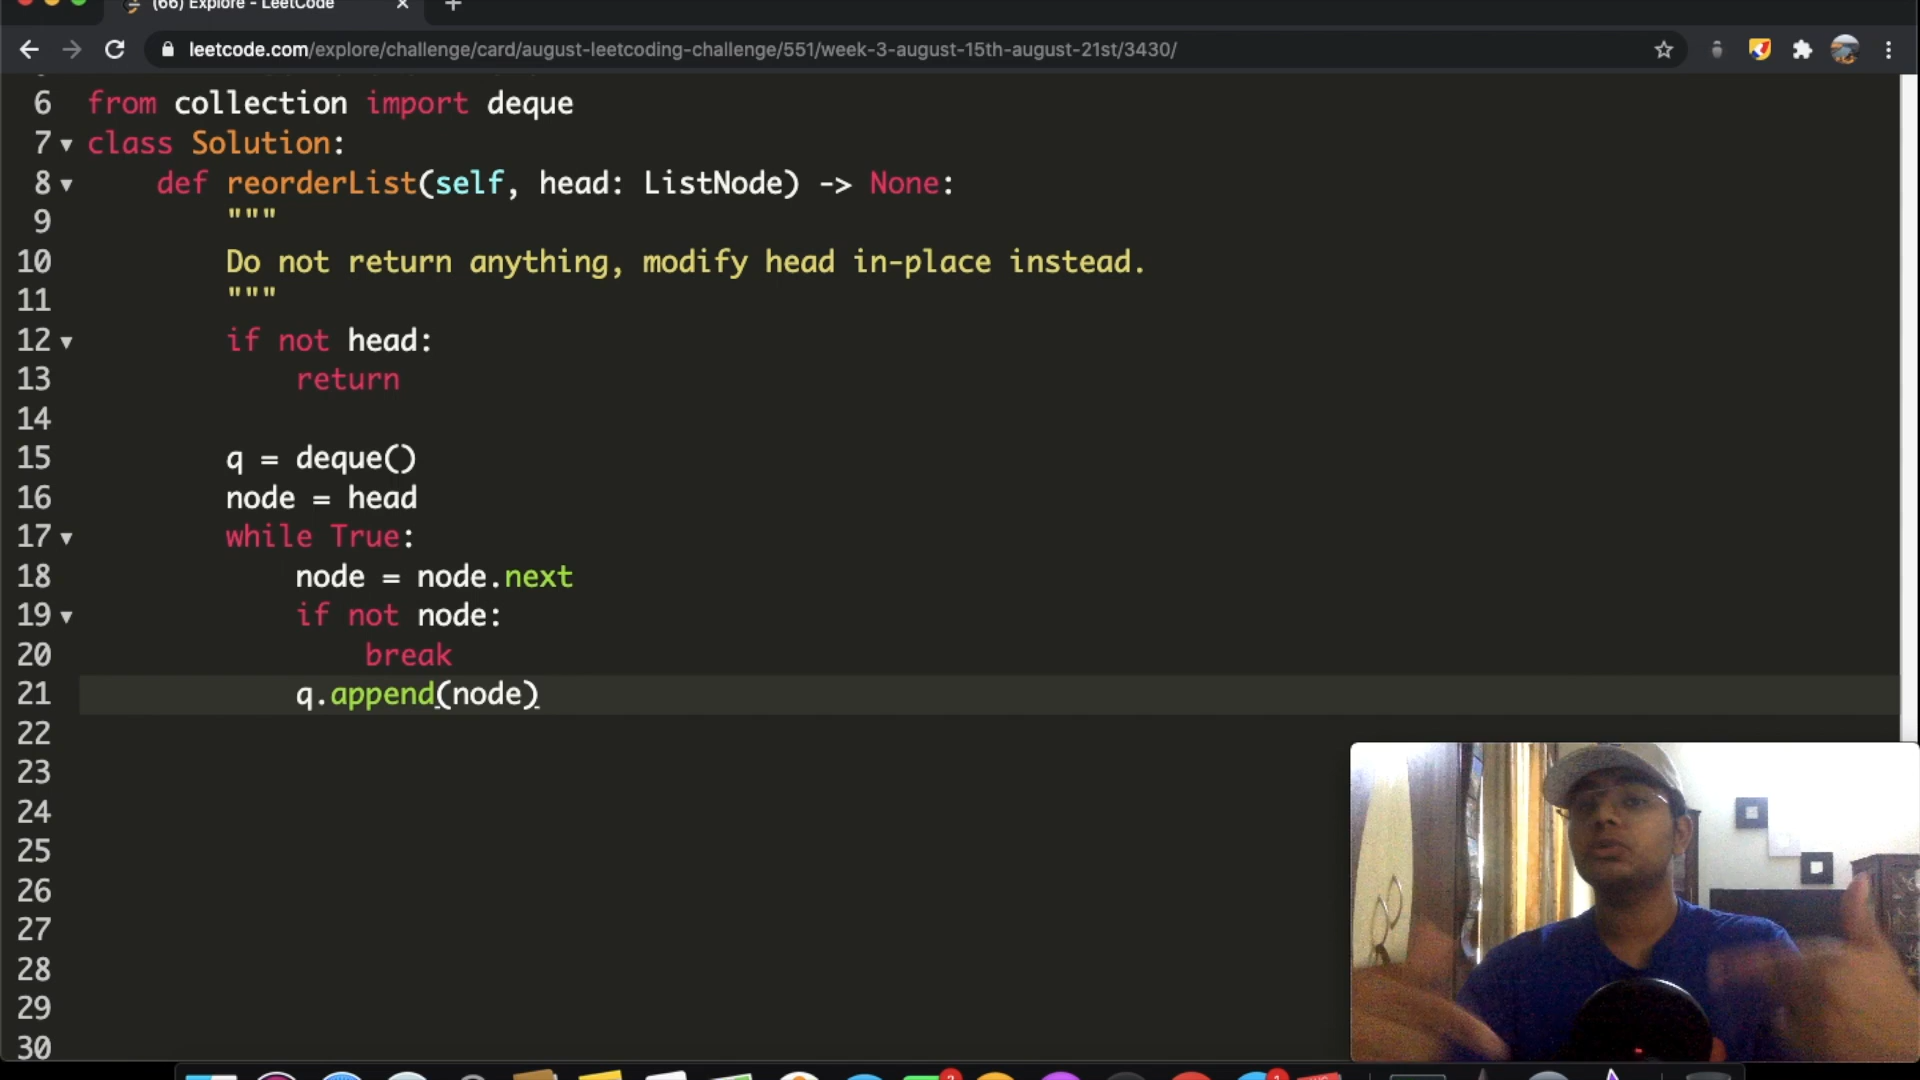 (66) Explore - LeetCode
leetcode.com/explore/challenge/card/august-leetcoding-challenge/551/week-3-august-15th-august-21st/3430/
6 from collection import deque
7 class Solution:
8 def reorderList(self, head: ListNode) -> None:
9 """
10 Do not return anything, modify head in-place instead.
11 """
12 if not head:
13 return
14
15 q = deque()
16 node = head
17 while True:
18 node = node.next
19 if not node:
20 break
21 q.append(node)
22
23
24
25
26
27
28
29
30